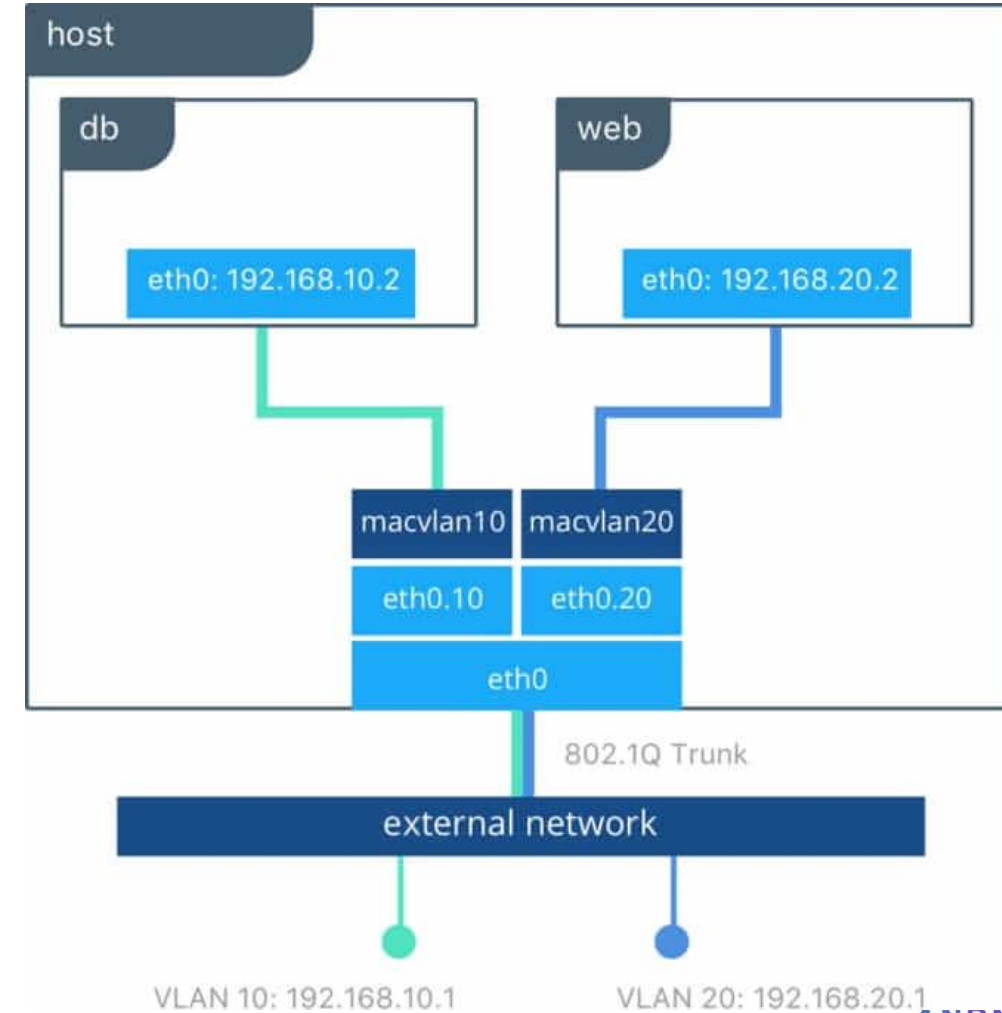 host
db
web
eth0: 192.168.10.2
eth0: 192.168.20.2
macvlan10
macvlan20
eth0.10
eth0.20
eth0
802.1Q Trunk
external network
VLAN 10: 192.168.10.1
VLAN 20: 192.168.20.1